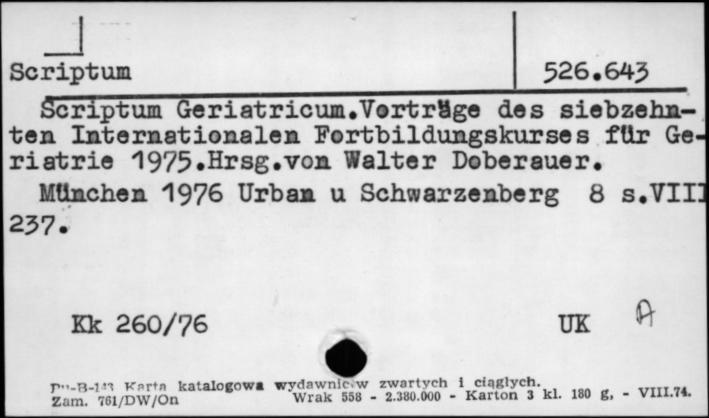 Scriptum 526.643
Scriptum Geriatricum.Vorträge des siebzehn-
ten Internationalen Fortbildungskurses für Ge-
riatrie 1975.Hrsg.von Walter Doberauer.
München 1976 Urban u Schwarzenberg 8 s.VIII
237.
Kk 260/76 UK A
Pu-B-143 Karta katalogowa wydawnictw zwartych i ciągłych.
Zam. 761/DW/On Wrak 558 - 2.380.000 - Karton 3 kl. 180 g, - VIII.74.